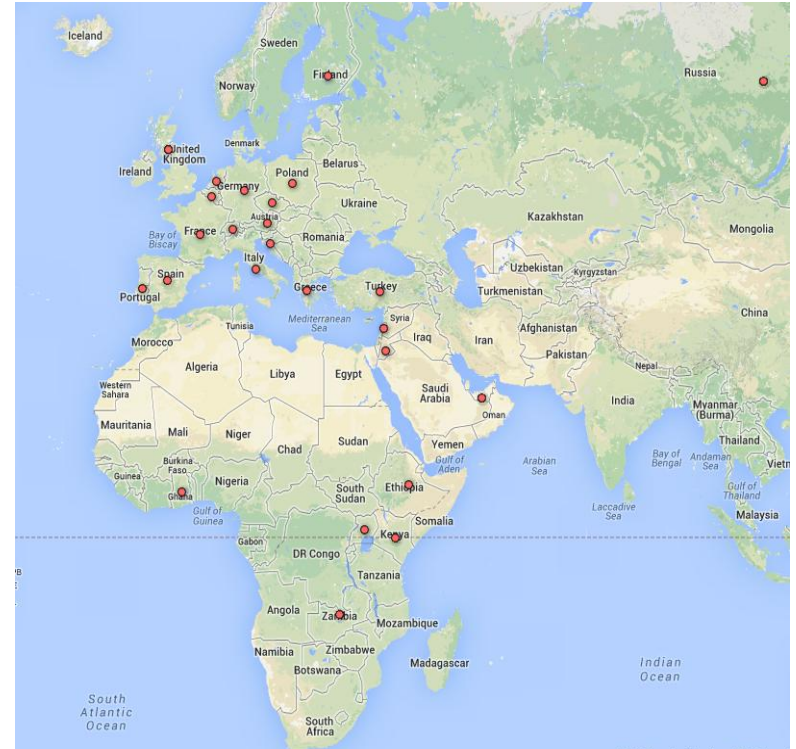 Iceland
Sweden
Finland
Russia
Norway
United
Kingdom
Denmark
Ireland
Belarus
Poland
Germany
Ukraine
Kazakhstan
Austria
Bay of
Biscay
France
Romania
Mongolia
Italy
Uzbekistan
Kyrgyzstan
Spain
Portugal
Greece
Turkey
Turkmenistan
Mediterranean
Sea
Tunisia
Syria
Iraq
Iran
Afghanistan
China
Morocco
Pakistan
Algeria
Libya
Egypt
Nepal
Western
Sahara
Saudi
Arabia
Oman
India
Myanmar
(Burma)
Mauritania
Mali
Niger
Chad
Sudan
Yemen
Gulf of
Aden
Arabian
Sea
Bay of
Bengal
Andaman
Sea
Thailand
Vietn
Burkina
Faso
Guinea
Ghana
Nigeria
South
Sudan
Ethiopia
Gulf of
Thailand
Gulf of
Guinea
Somalia
Laccadive
Sea
Malaysia
Gabon
Kenya
DR Congo
PB
Tanzania
Angola
Zambia
Mozambique
Namibia
Zimbabwe
Botswana
Madagascar
Indian
Ocean
South
Atlantic
Ocean
South
Africa